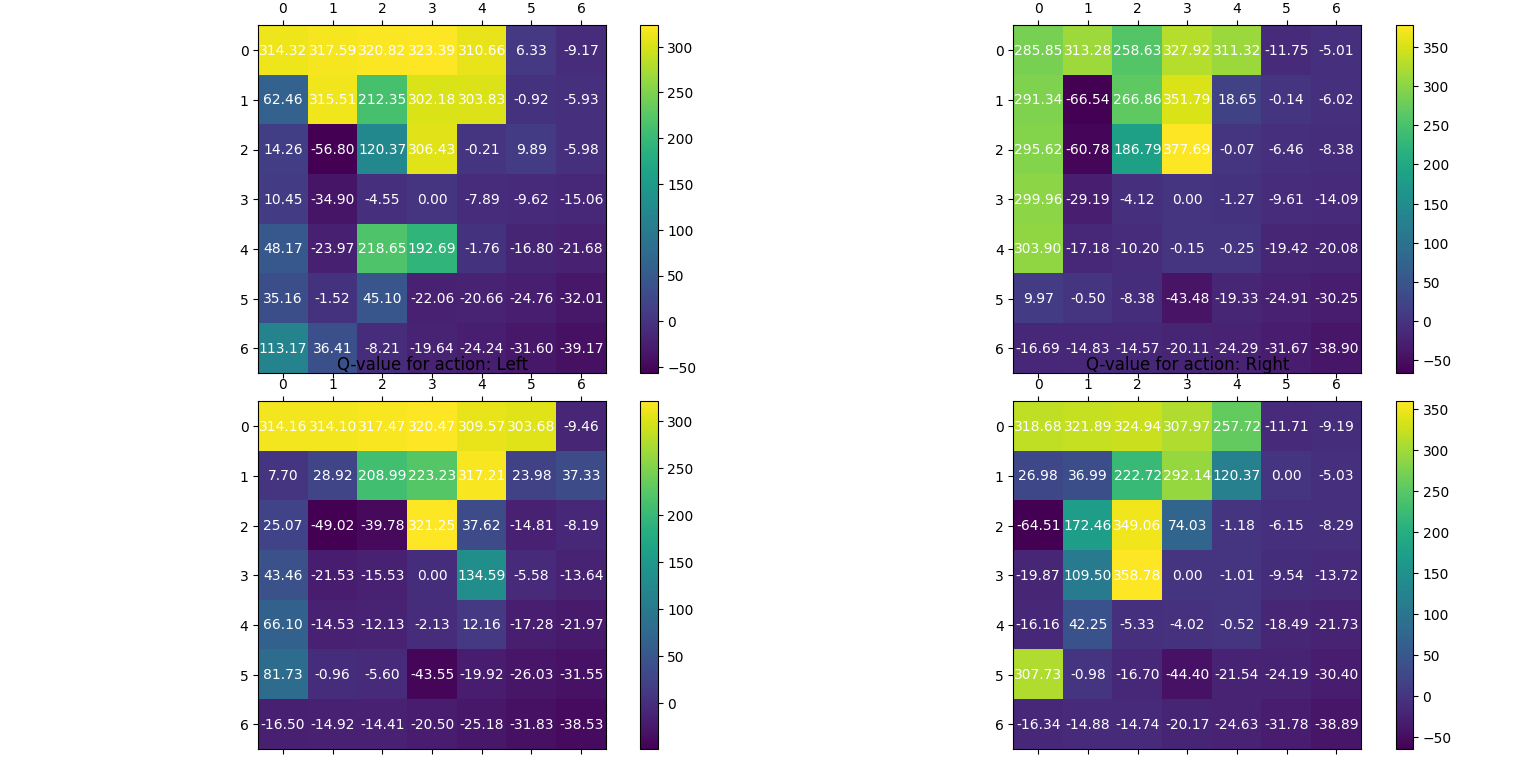 0 1 2 3 4 5 6
0 314.32 317.59 320.82 323.39 310.66 6.33 -9.17
1 62.46 315.51 212.35 302.18 303.83 -0.92 -5.93
2 14.26 -56.80 120.37 306.43 -0.21 9.89 -5.98
3 10.45 -34.90 -4.55 0.00 -7.89 -9.62 -15.06
4 48.17 -23.97 218.65 192.69 -1.76 -16.80 -21.68
5 35.16 -1.52 45.10 -22.06 -20.66 -24.76 -32.01
6 113.17 36.41 -8.21 -19.64 -24.24 -31.60 -39.17
300
250
200
150
100
50
0
−50
0 1 2 3 4 5 6
0 285.85 313.28 258.63 327.92 311.32 -11.75 -5.01
1 291.34 -66.54 266.86 351.79 18.65 -0.14 -6.02
2 295.62 -60.78 186.79 377.69 -0.07 -6.46 -8.38
3 299.96 -29.19 -4.12 0.00 -1.27 -9.61 -14.09
4 303.90 -17.18 -10.20 -0.15 -0.25 -19.42 -20.08
5 9.97 -0.50 -8.38 -43.48 -19.33 -24.91 -30.25
6 -16.69 -14.83 -14.57 -20.11 -24.29 -31.67 -38.90
350
300
250
200
150
100
50
0
−50
Q-value for action: Left
0 1 2 3 4 5 6
0 314.16 314.10 317.47 320.47 309.57 303.68 -9.46
1 7.70 28.92 208.99 223.23 317.21 23.98 37.33
2 25.07 -49.02 -39.78 321.25 37.62 -14.81 -8.19
3 43.46 -21.53 -15.53 0.00 134.59 -5.58 -13.64
4 66.10 -14.53 -12.13 -2.13 12.16 -17.28 -21.97
5 81.73 -0.96 -5.60 -43.55 -19.92 -26.03 -31.55
6 -16.50 -14.92 -14.41 -20.50 -25.18 -31.83 -38.53
300
250
200
150
100
50
0
Q-value for action: Right
0 1 2 3 4 5 6
0 318.68 321.89 324.94 307.97 257.72 -11.71 -9.19
1 26.98 36.99 222.72 292.14 120.37 0.00 -5.03
2 -64.51 172.46 349.06 74.03 -1.18 -6.15 -8.29
3 -19.87 109.50 358.78 0.00 -1.01 -9.54 -13.72
4 -16.16 42.25 -5.33 -4.02 -0.52 -18.49 -21.73
5 307.73 -0.98 -16.70 -44.40 -21.54 -24.19 -30.40
6 -16.34 -14.88 -14.74 -20.17 -24.63 -31.78 -38.89
350
300
250
200
150
100
50
0
−50